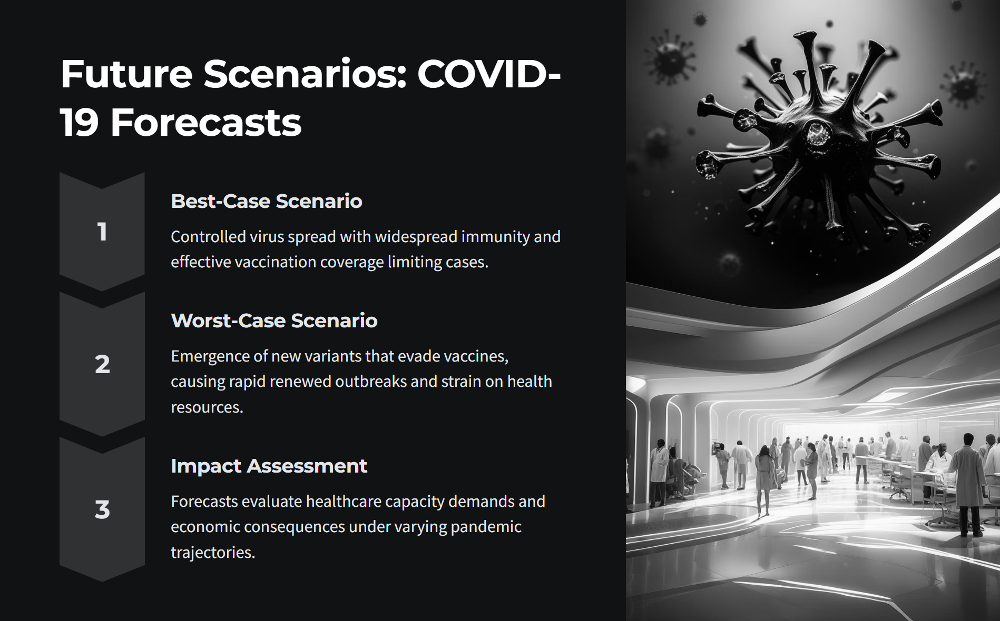 Future Scenarios: COVID-
19 Forecasts
1
Best-Case Scenario
Controlled virus spread with widespread immunity and
effective vaccination coverage limiting cases.
2
Worst-Case Scenario
Emergence of new variants that evade vaccines,
causing rapid renewed outbreaks and strain on health
resources.
3
Impact Assessment
Forecasts evaluate healthcare capacity demands and
economic consequences under varying pandemic
trajectories.